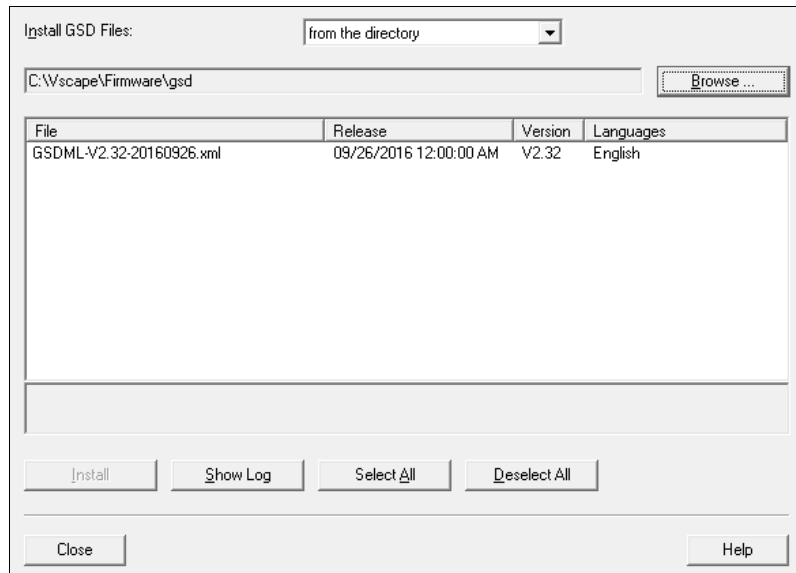 Install GSD Files: from the directory
C:\Vscape\Firmware\gsd Browse ...
File Release Version Languages
GSDML-V2.32-20160926.xml 09/26/2016 12:00:00 AM V2.32 English
Install Show Log Select All Deselect All
Close Help